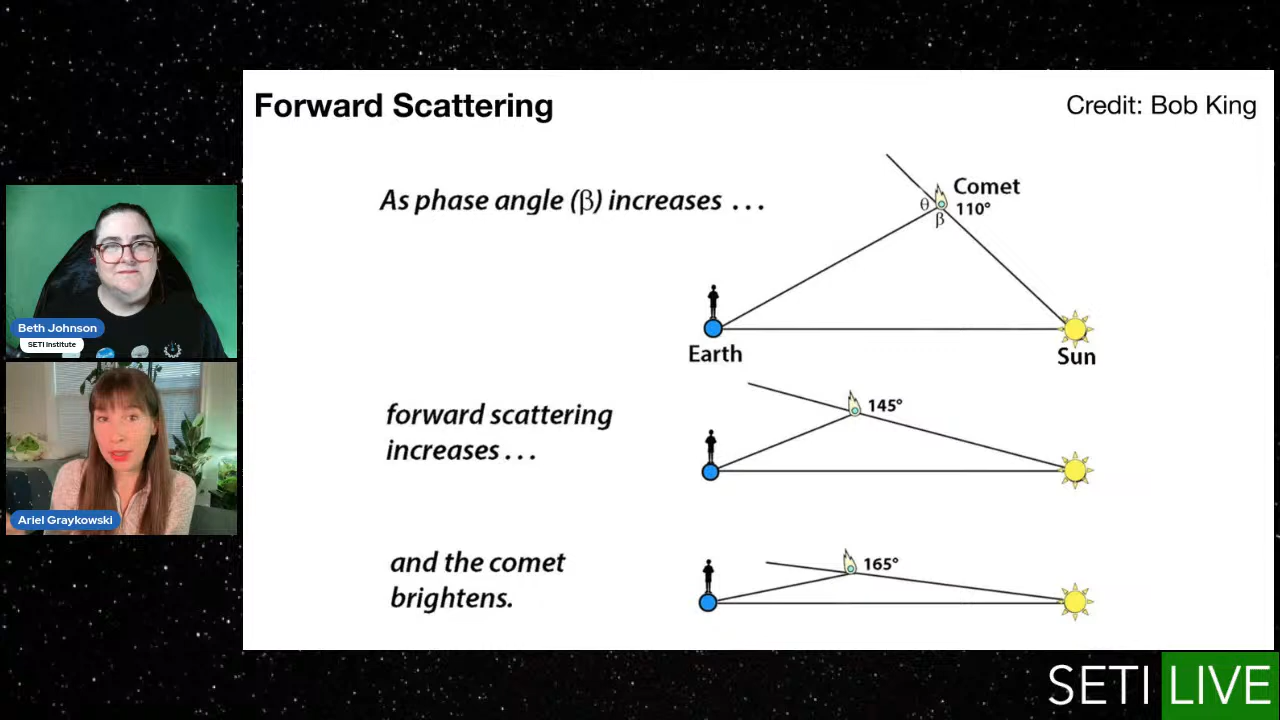 Forward Scattering
Credit: Bob King
As phase angle (β) increases ...
Comet
θ
110°
β
Earth
Sun
forward scattering
increases ...
145°
and the comet
brightens.
165°
Beth Johnson
SETI Institute
Ariel Graykowski
SETI LIVE